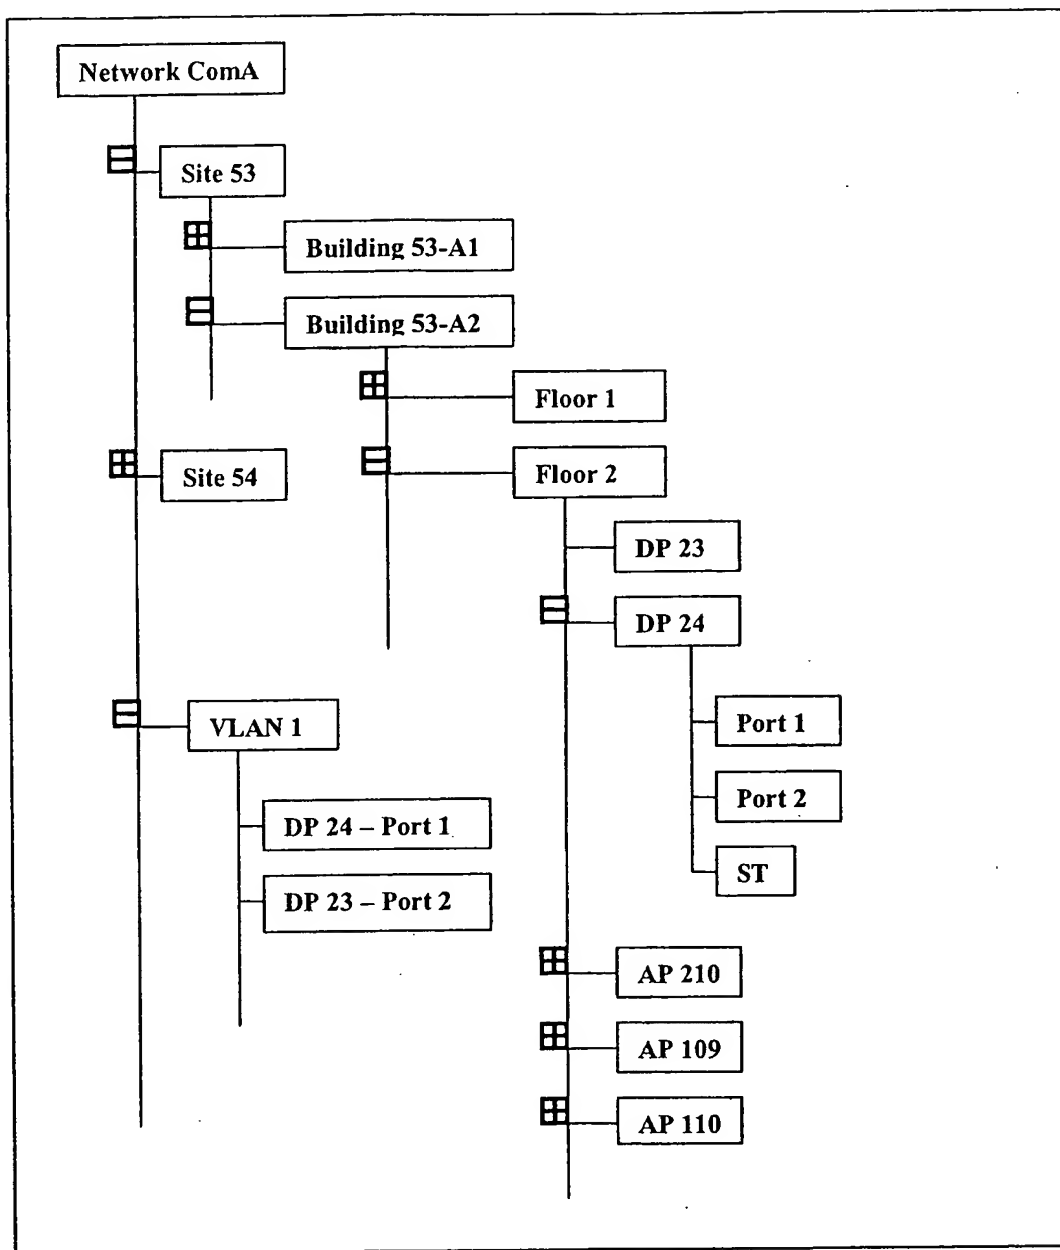 Network ComA
Site 53
Building 53-A1
Building 53-A2
Floor 1
Site 54
Floor 2
DP 23
DP 24
VLAN 1
Port 1
Port 2
DP 24 – Port 1
ST
DP 23 – Port 2
AP 210
AP 109
AP 110